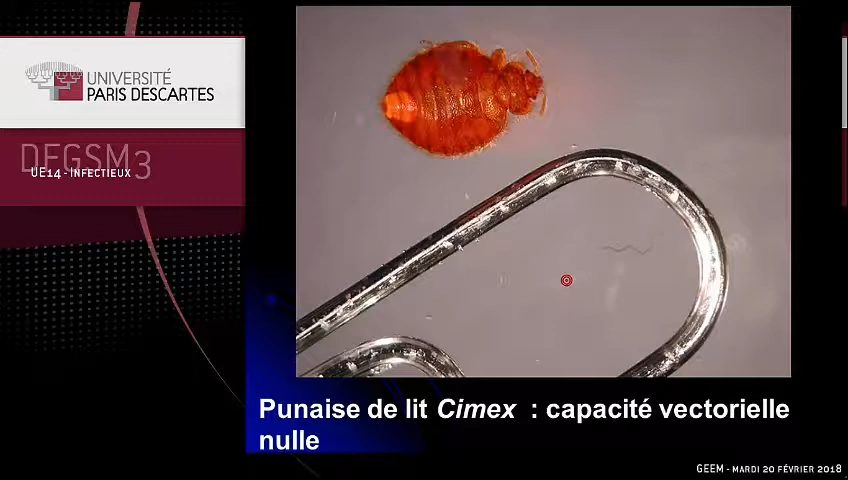 UNIVERSITÉ
PARIS DESCARTES
DFGSM3
UE14 - INFECTIEUX
Punaise de lit Cimex : capacité vectorielle
nulle
GEEM - MARDI 20 FÉVRIER 2018